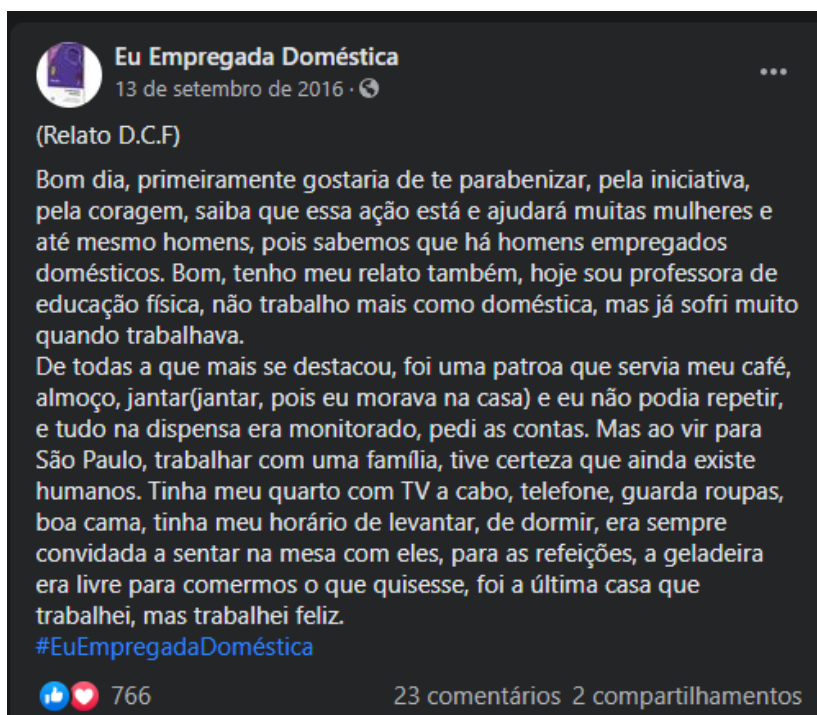 Eu Empregada Doméstica
13 de setembro de 2016 ·
(Relato D.C.F)
Bom dia, primeiramente gostaria de te parabenizar, pela iniciativa,
pela coragem, saiba que essa ação está e ajudará muitas mulheres e
até mesmo homens, pois sabemos que há homens empregados
domésticos. Bom, tenho meu relato também, hoje sou professora de
educação física, não trabalho mais como doméstica, mas já sofri muito
quando trabalhava.
De todas a que mais se destacou, foi uma patroa que servia meu café,
almoço, jantar(jantar, pois eu morava na casa) e eu não podia repetir,
e tudo na dispensa era monitorado, pedi as contas. Mas ao vir para
São Paulo, trabalhar com uma família, tive certeza que ainda existe
humanos. Tinha meu quarto com TV a cabo, telefone, guarda roupas,
boa cama, tinha meu horário de levantar, de dormir, era sempre
convidada a sentar na mesa com eles, para as refeições, a geladeira
era livre para comermos o que quisesse, foi a última casa que
trabalhei, mas trabalhei feliz.
#EuEmpregadaDoméstica
766 23 comentários 2 compartilhamentos